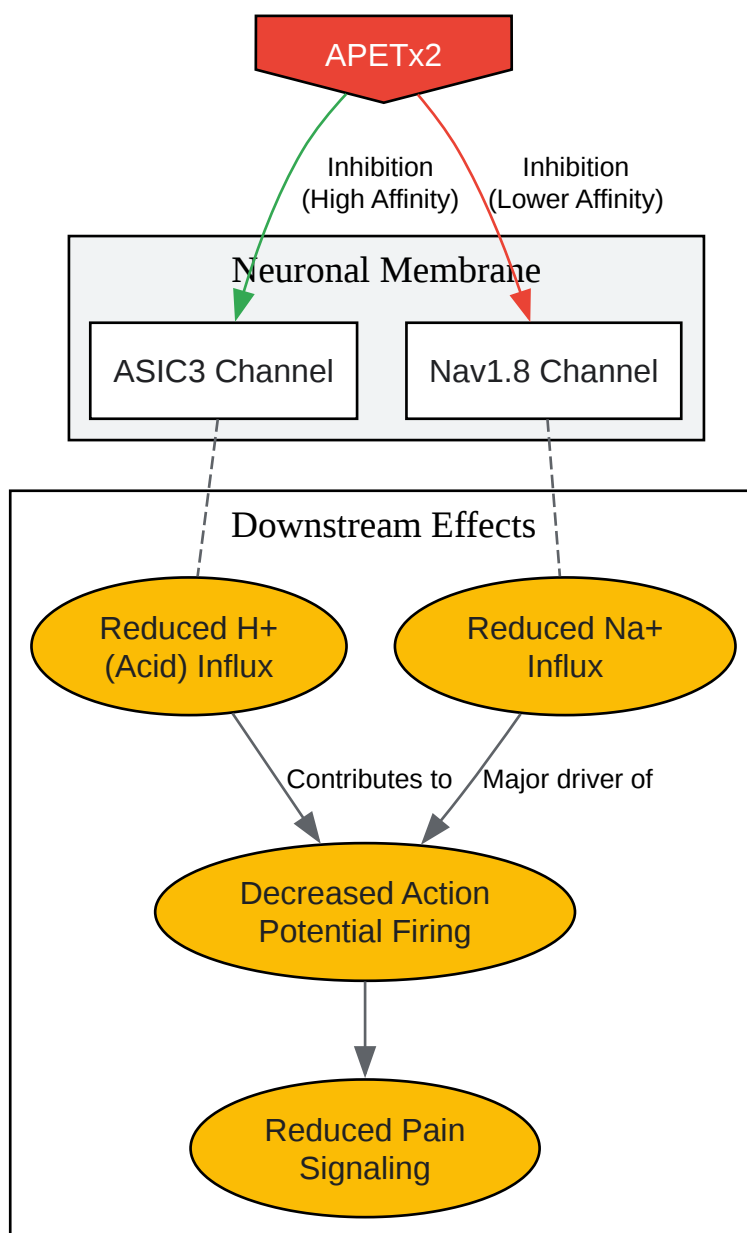 APETx2
Inhibition
(High Affinity)
Inhibition
(Lower Affinity)
Neuronal Membrane
ASIC3 Channel
Nav1.8 Channel
Downstream Effects
Reduced H+
(Acid) Influx
Reduced Na+
Influx
Contributes to
Major driver of
Decreased Action
Potential Firing
Reduced Pain
Signaling